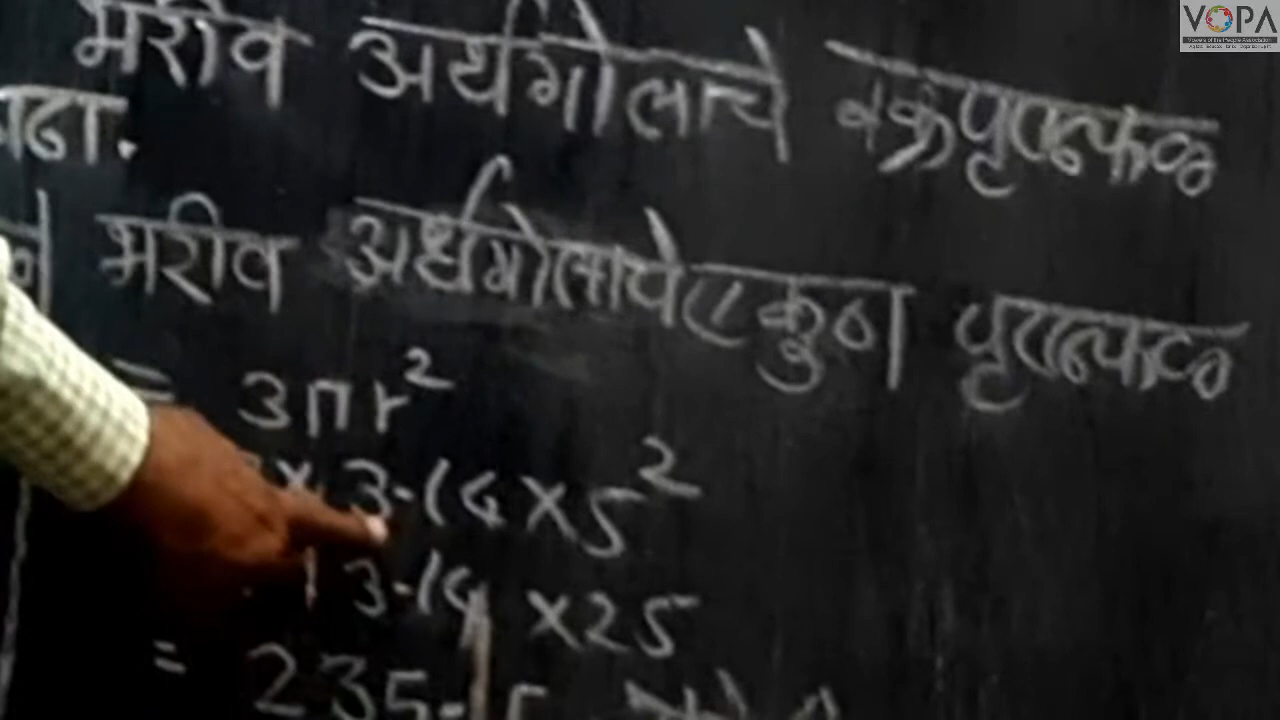 VOPA
भरीव अर्धगोलाचे वक्रपृष्ठफळ
काढा.
भरीव अर्धगोलाचे एकुण पृष्ठफळ
= 3πr²
× 3.14 × 5²
3.14 × 25
= 235.5